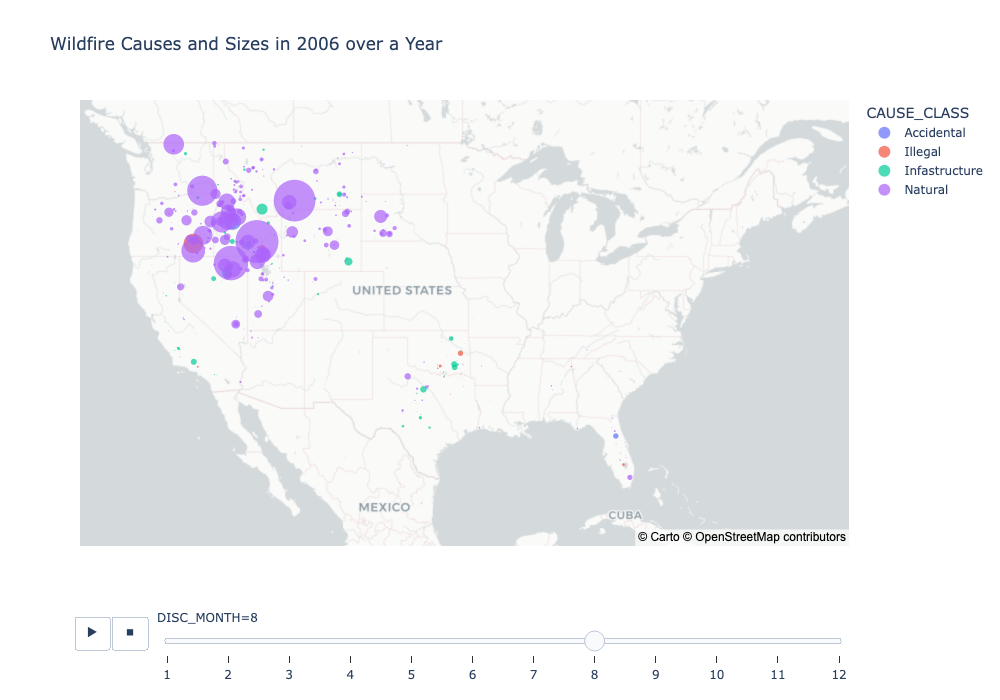 Wildfire Causes and Sizes in 2006 over a Year
CAUSE_CLASS
Accidental
Illegal
Infastructure
Natural
UNITED STATES
MEXICO
CUBA
© Carto © OpenStreetMap contributors
DISC_MONTH=8
1 2 3 4 5 6 7 8 9 10 11 12